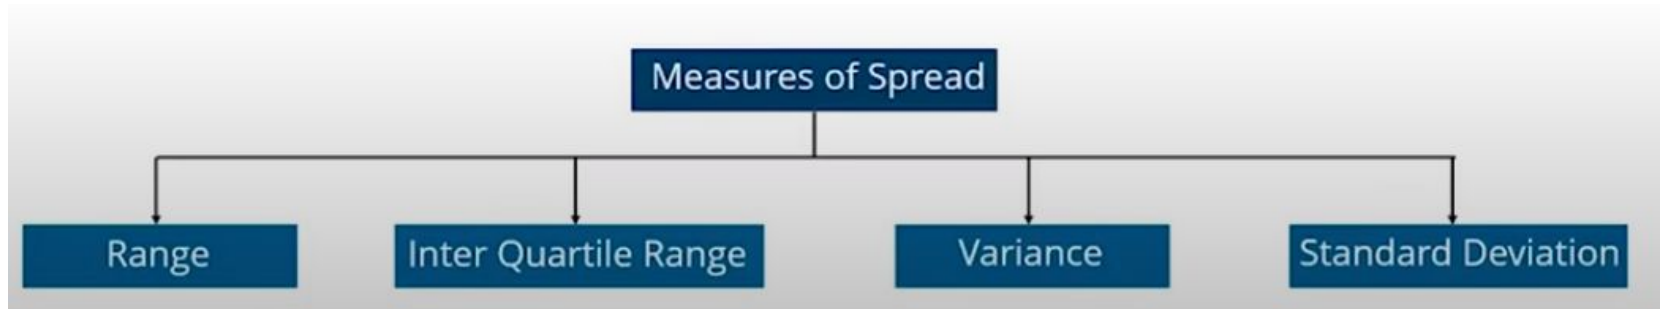 Measures of Spread
Range
Inter Quartile Range
Variance
Standard Deviation